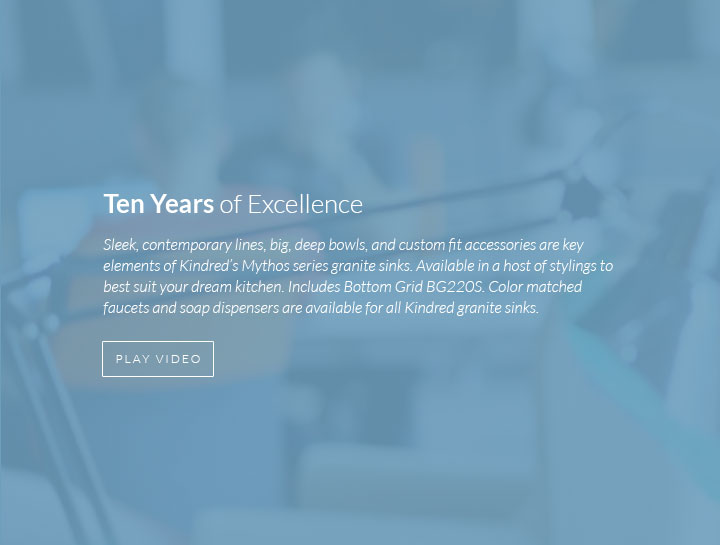 Ten Years of Excellence
Sleek, contemporary lines, big, deep bowls, and custom fit accessories are key
elements of Kindred's Mythos series granite sinks. Available in a host of stylings to
best suit your dream kitchen. Includes Bottom Grid BG220S. Color matched
faucets and soap dispensers are available for all Kindred granite sinks.
PLAY VIDEO